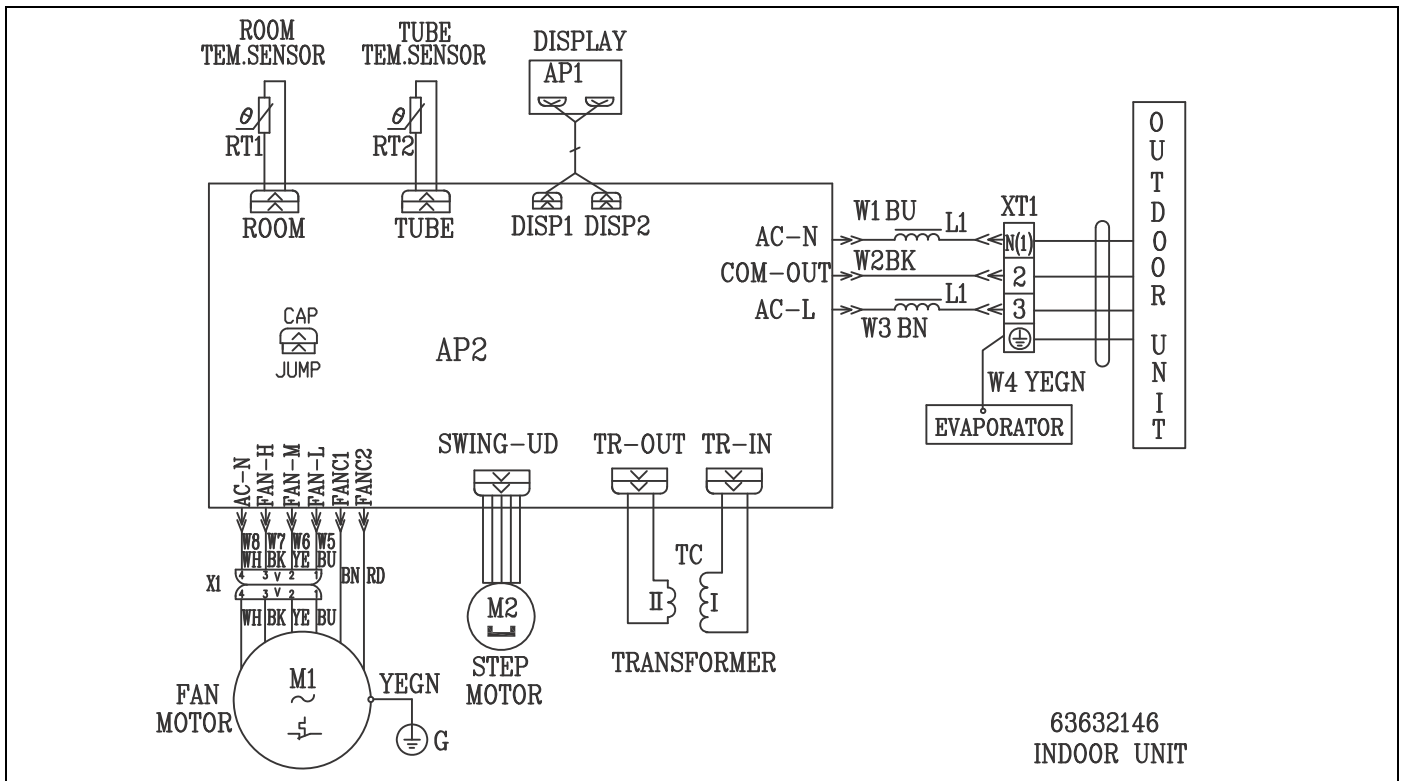 ROOM
TEM.SENSOR
TUBE
TEM.SENSOR
DISPLAY
AP1
θ
RT1
θ
RT2
ROOM
TUBE
DISP1 DISP2
OUTDOOR UNIT
AC-N
W1 BU
L1
XT1
N(1)
COM-OUT
W2BK
2
AC-L
W3 BN
L1
3
W4 YEGN
EVAPORATOR
CAP
JUMP
AP2
SWING-UD
TR-OUT
TR-IN
AC-N
FAN-H
FAN-M
FAN-L
FANC1
FANC2
W8 W7 W6 W5
WH BK YE BU BN RD
X1
4 3 V 2 1
4 3 V 2 1
WH BK YE BU
M1
FAN
MOTOR
YEGN
G
M2
STEP
MOTOR
TC
II
I
TRANSFORMER
63632146
INDOOR UNIT